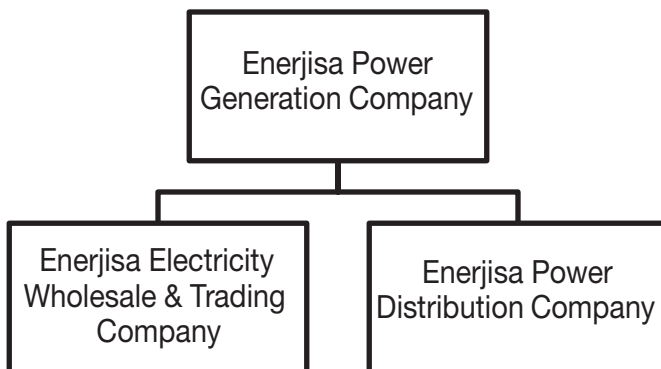 Enerjisa Power
Generation Company
Enerjisa Electricity
Wholesale & Trading
Company
Enerjisa Power
Distribution Company